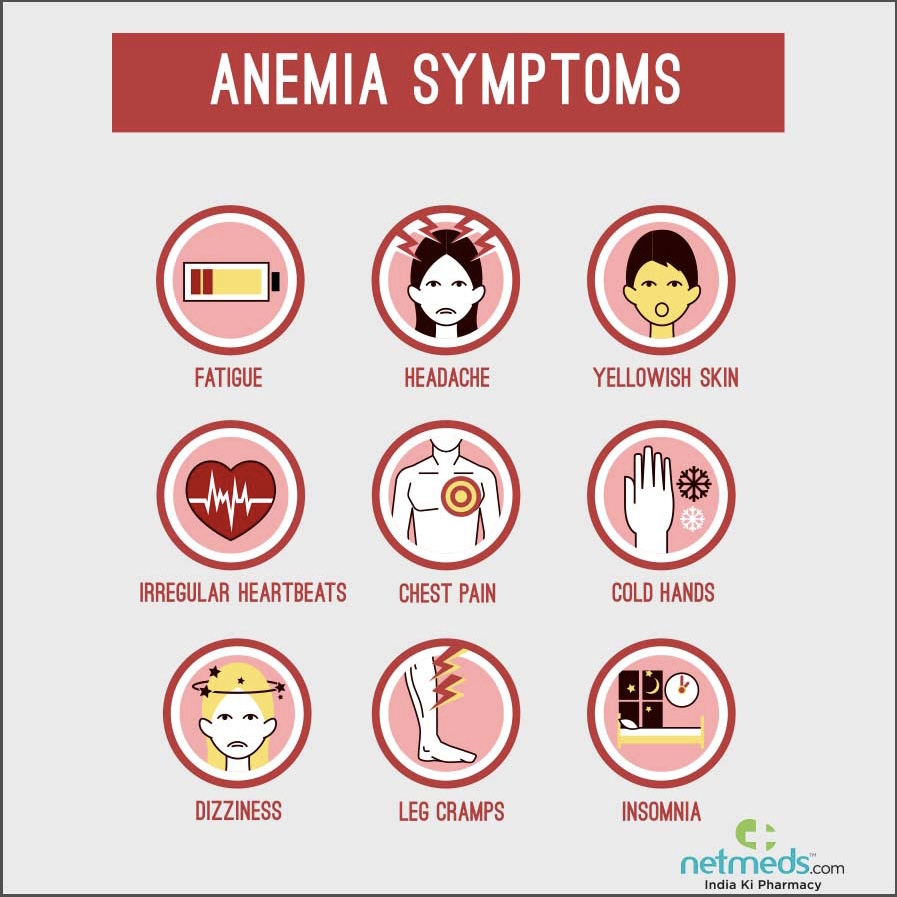 ANEMIA SYMPTOMS
FATIGUE
HEADACHE
YELLOWISH SKIN
IRREGULAR HEARTBEATS
CHEST PAIN
COLD HANDS
DIZZINESS
LEG CRAMPS
INSOMNIA
netmeds.com™
India Ki Pharmacy